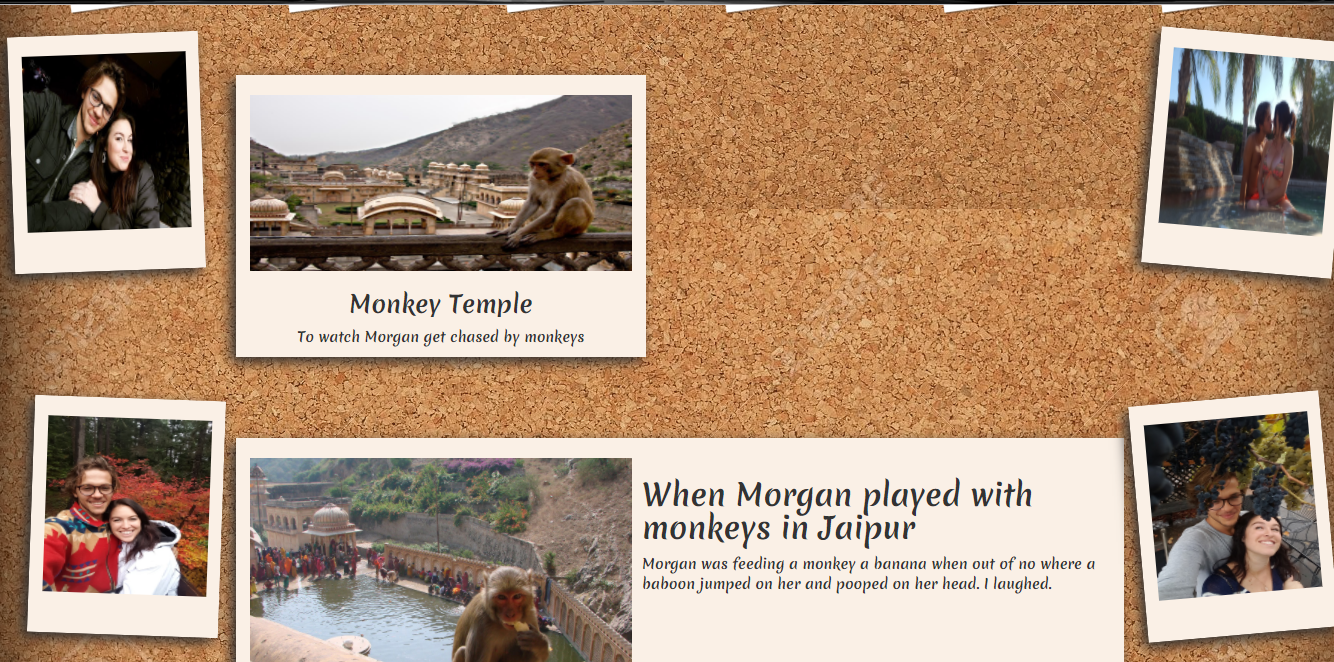 Monkey Temple
To watch Morgan get chased by monkeys
When Morgan played with
monkeys in Jaipur
Morgan was feeding a monkey a banana when out of no where a
baboon jumped on her and pooped on her head. I laughed.